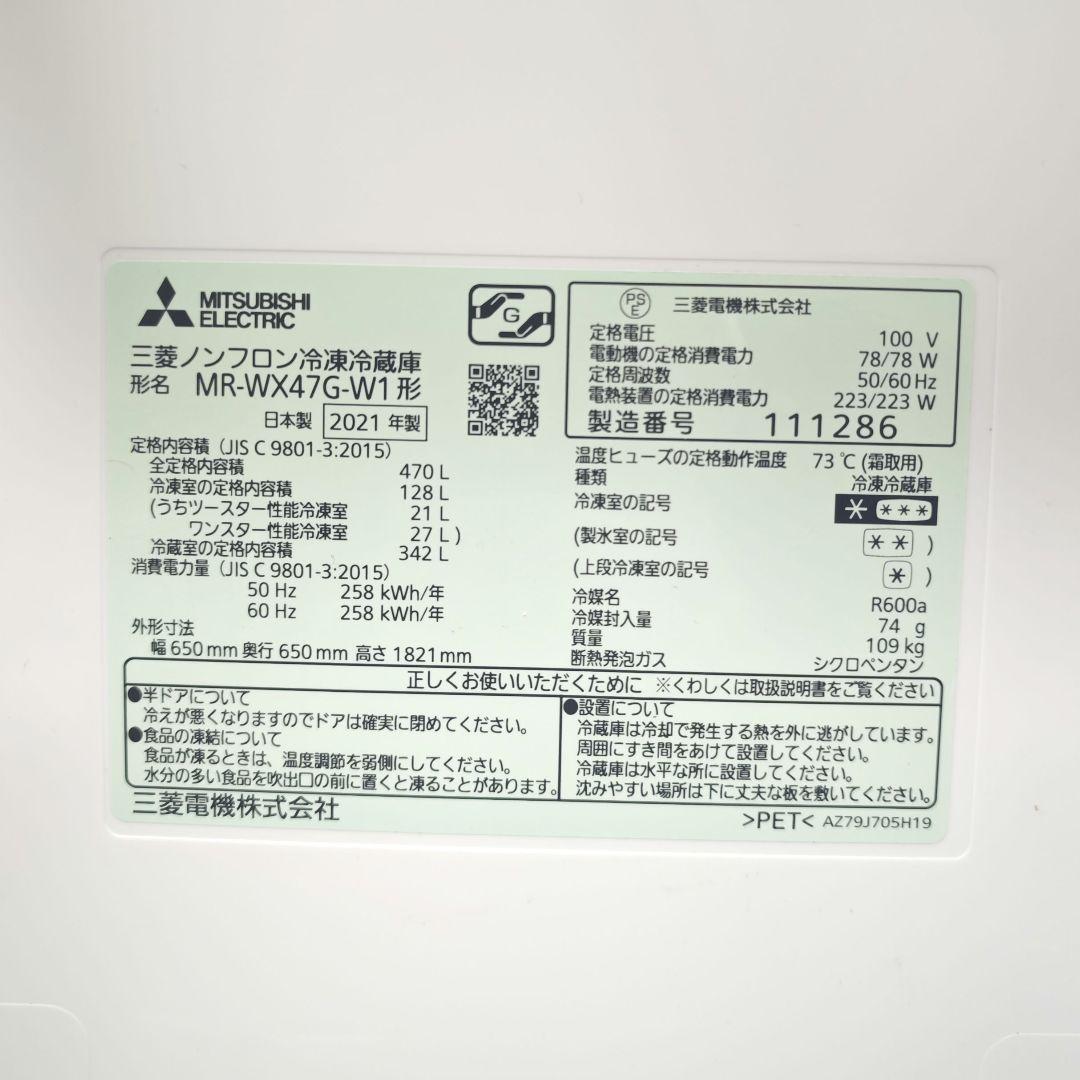 MITSUBISHI
ELECTRIC
G
三菱ノンフロン冷凍冷蔵庫
形名 MR-WX47G-W1形
日本製 2021年製
定格内容積(JIS C 9801-3:2015)
全定格内容積 470 L
冷凍室の定格内容積 128 L
(うちツースター性能冷凍室 21 L
ワンスター性能冷凍室 27 L)
冷蔵室の定格内容積 342 L
消費電力量(JIS C 9801-3:2015)
50 Hz 258 kWh/年
60 Hz 258 kWh/年
外形寸法
幅650mm 奥行650mm 高さ1821mm
PSE 三菱電機株式会社
定格電圧 100 V
電動機の定格消費電力 78/78 W
定格周波数 50/60 Hz
電熱装置の定格消費電力 223/223 W
製造番号 111286
温度ヒューズの定格動作温度 73℃(霜取用)
種類 冷凍冷蔵庫
冷凍室の記号 * ***
(製氷室の記号 ** )
(上段冷凍室の記号 * )
冷媒名 R600a
冷媒封入量 74 g
質量 109 kg
断熱発泡ガス シクロペンタン
正しくお使いいただくために ※くわしくは取扱説明書をご覧ください
●半ドアについて
冷えが悪くなりますのでドアは確実に閉めてください。
●食品の凍結について
食品が凍るときは、温度調節を弱側にしてください。
水分の多い食品を吹出口の前に置くと凍ることがあります。
●設置について
冷蔵庫は冷却で発生する熱を外に逃がしています。
周囲にすき間をあけて設置してください。
冷蔵庫は水平な所に設置してください。
沈みやすい場所は下に丈夫な板を敷いてください。
三菱電機株式会社
>PET< AZ79J705H19